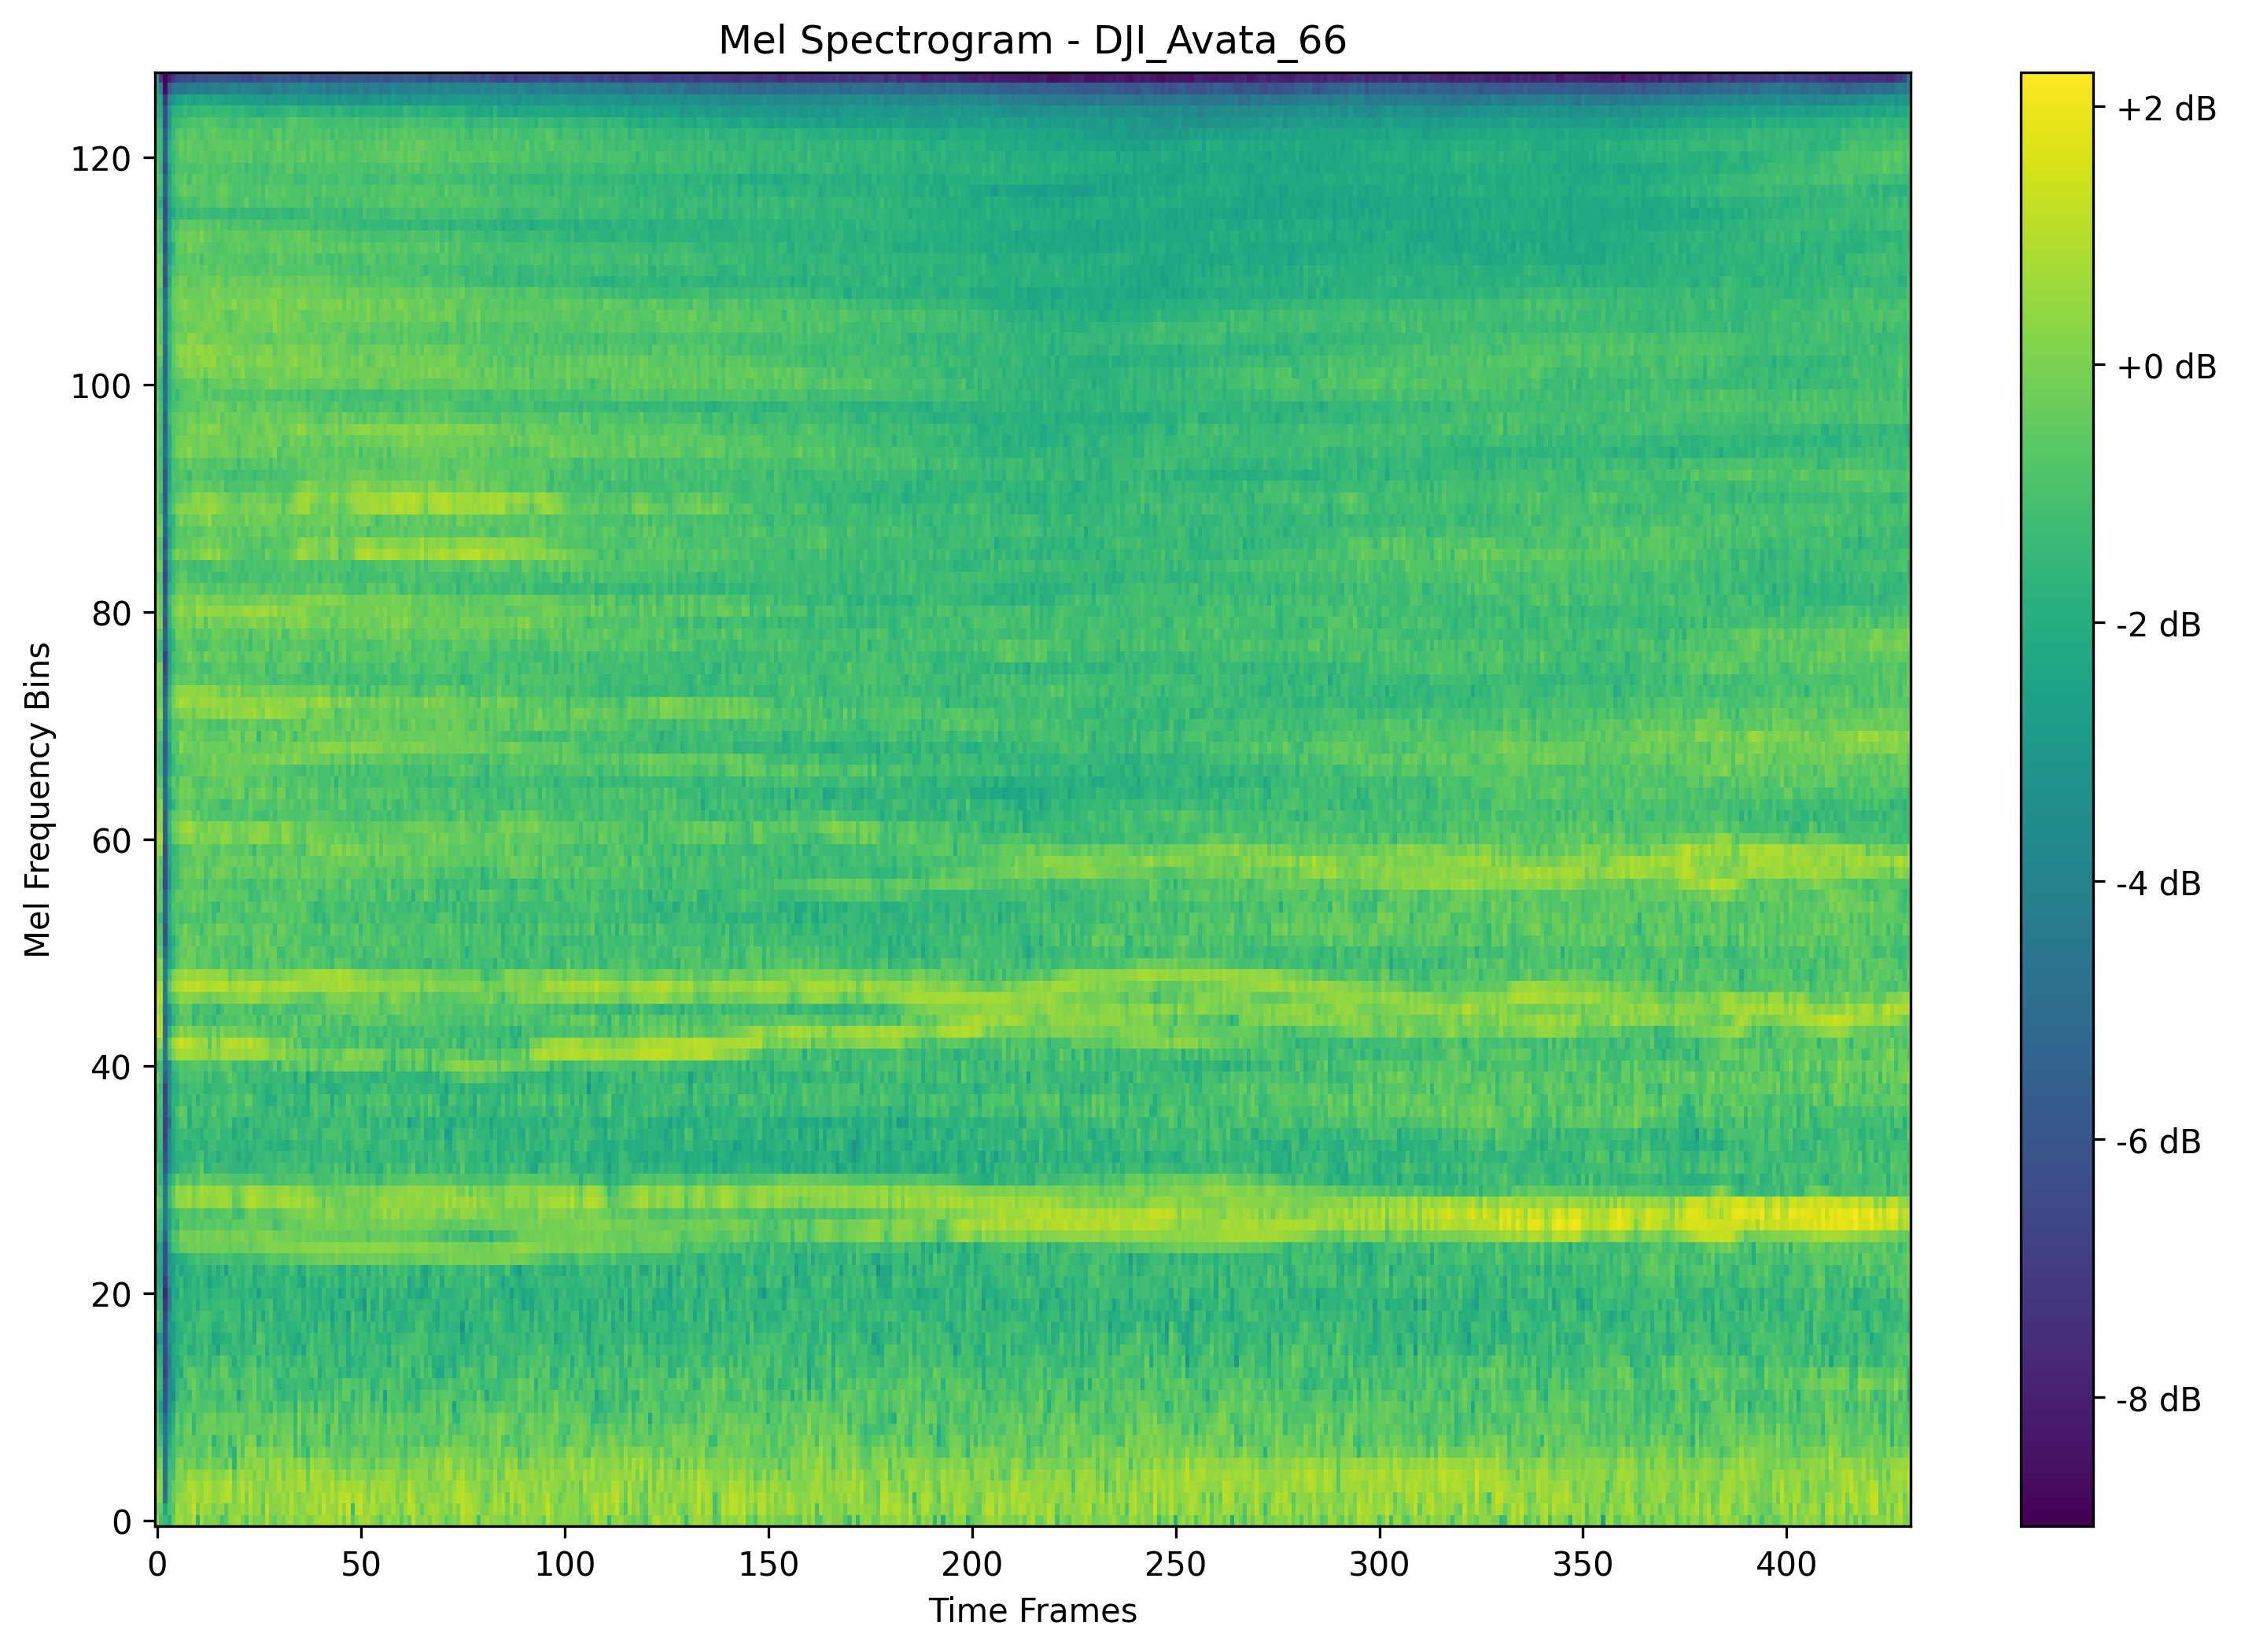 Mel Spectrogram - DJI_Avata_66
120
100
80
60
40
20
0
Mel Frequency Bins
0 50 100 150 200 250 300 350 400
Time Frames
+2 dB
+0 dB
-2 dB
-4 dB
-6 dB
-8 dB